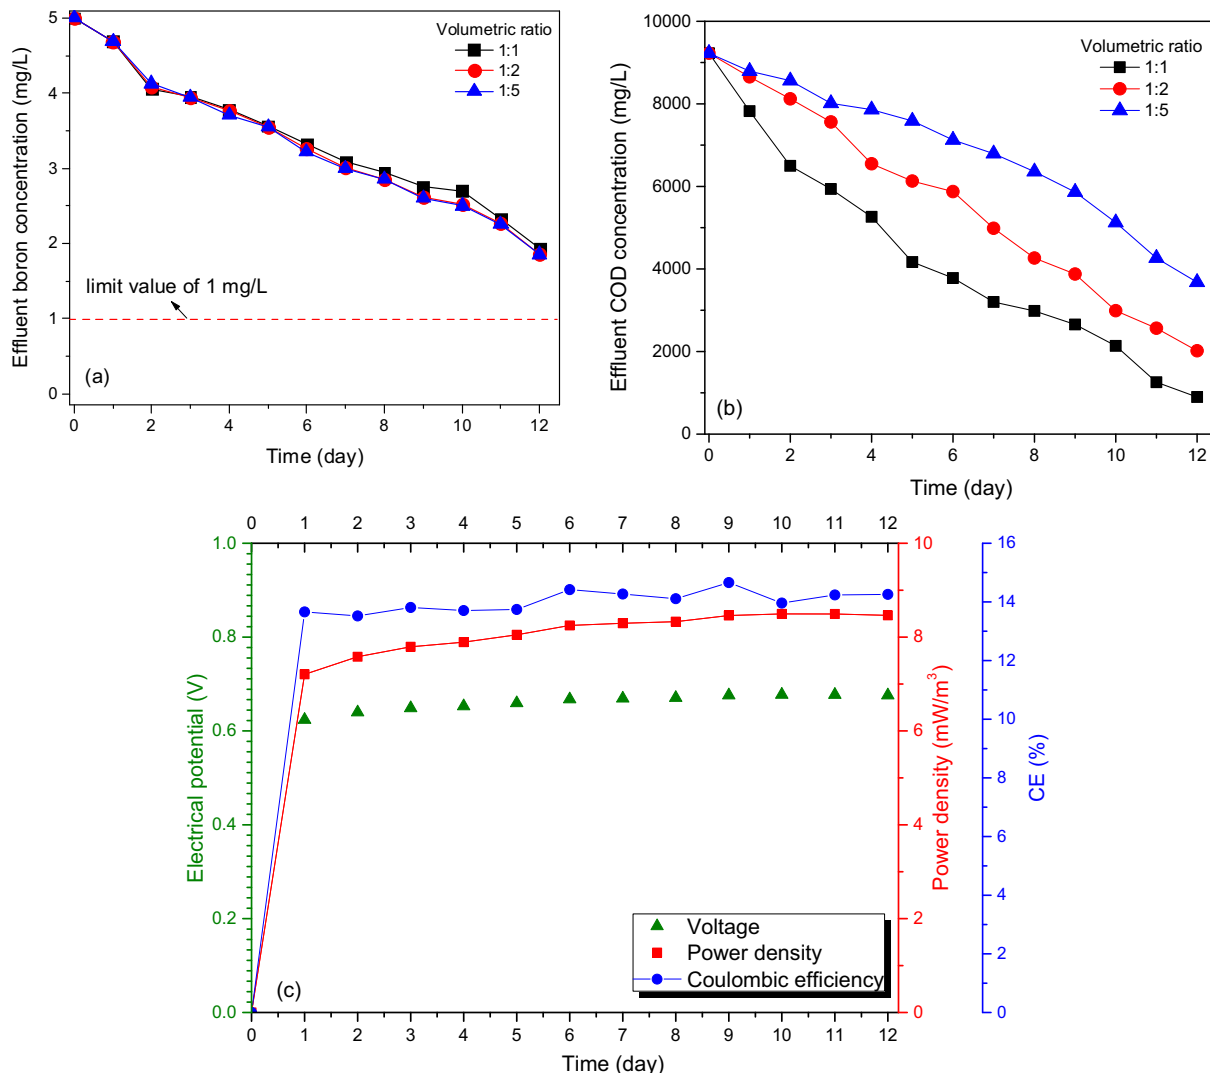 Effluent boron concentration (mg/L)
5
4
3
2
1
0
Volumetric ratio
1:1
1:2
1:5
limit value of 1 mg/L
(a)
0 2 4 6 8 10 12
Time (day)
Effluent COD concentration (mg/L)
10000
8000
6000
4000
2000
0
Volumetric ratio
1:1
1:2
1:5
(b)
0 2 4 6 8 10 12
Time (day)
0 1 2 3 4 5 6 7 8 9 10 11 12
Electrical potential (V)
1.0
0.8
0.6
0.4
0.2
0.0
Power density (mW/m³)
10
8
6
4
2
0
CE (%)
16
14
12
10
8
6
4
2
0
Voltage
Power density
Coulombic efficiency
(c)
0 1 2 3 4 5 6 7 8 9 10 11 12
Time (day)